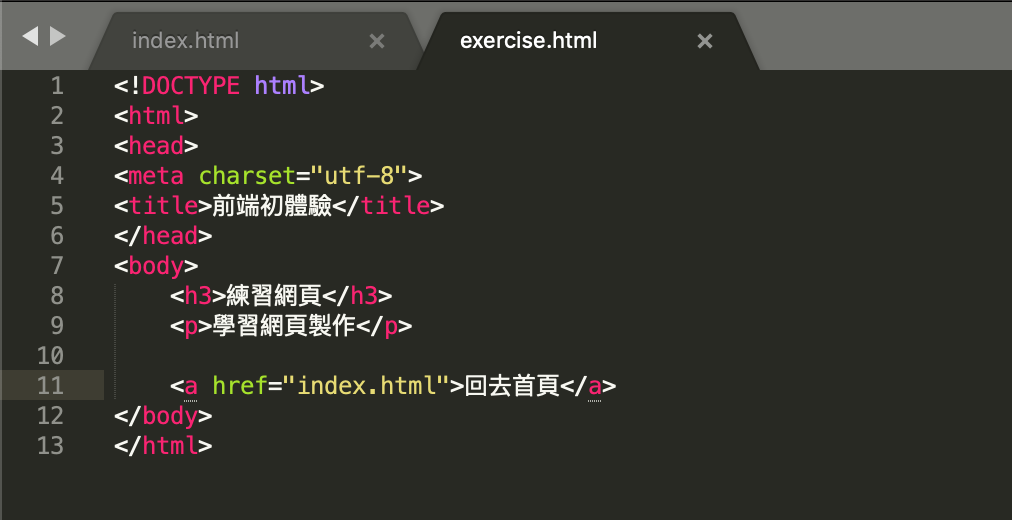 index.html × exercise.html ×
1 <!DOCTYPE html>
2 <html>
3 <head>
4 <meta charset="utf-8">
5 <title>前端初體驗</title>
6 </head>
7 <body>
8     <h3>練習網頁</h3>
9     <p>學習網頁製作</p>
10
11     <a href="index.html">回去首頁</a>
12 </body>
13 </html>